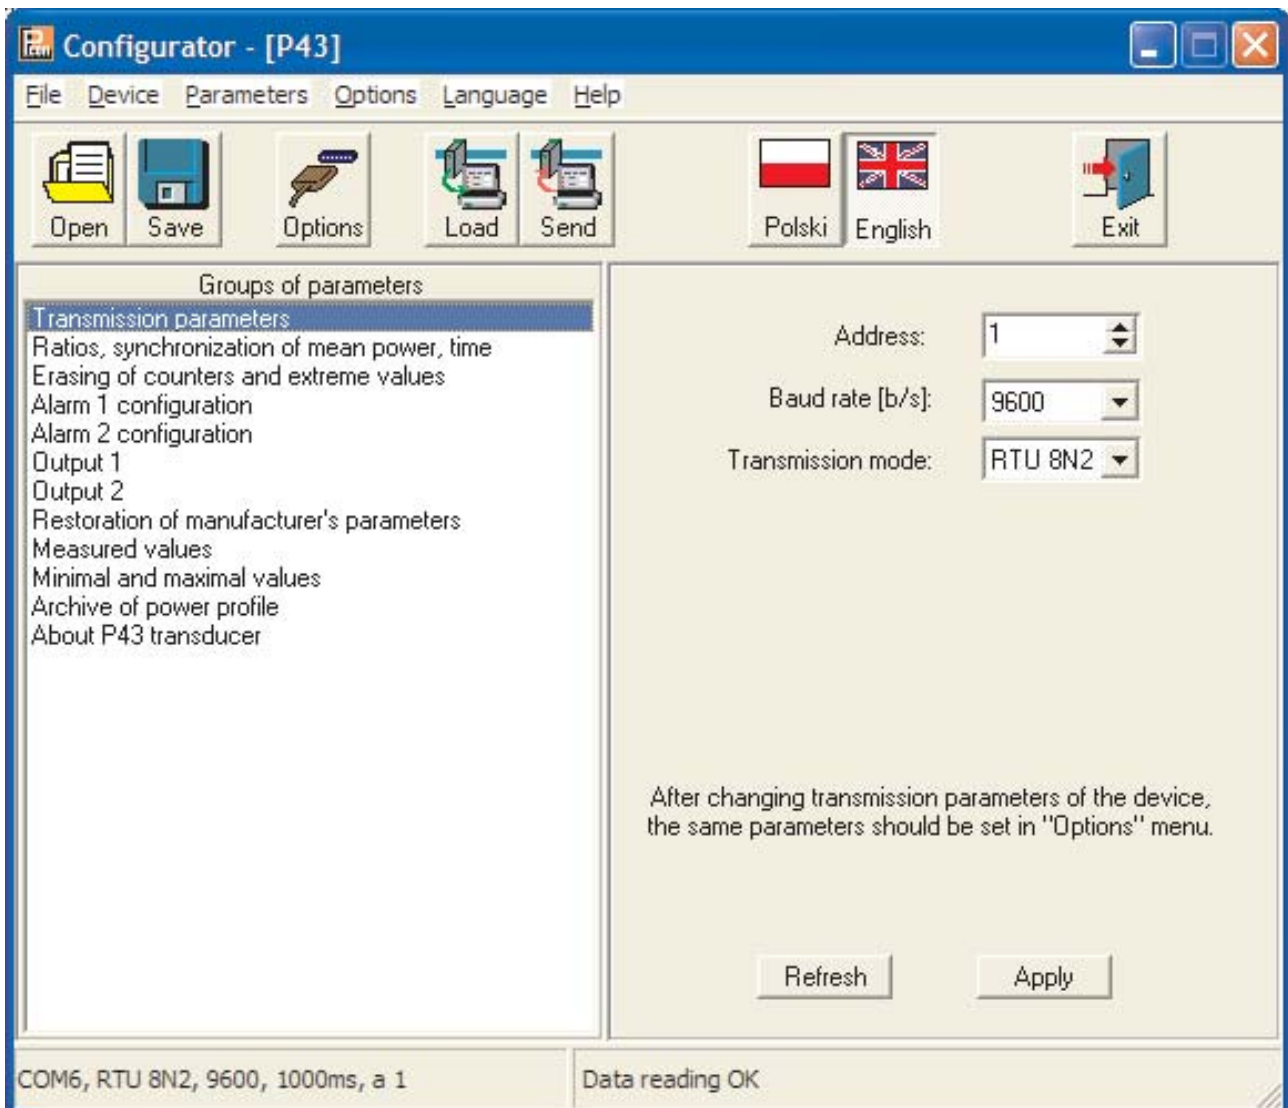 Configurator - [P43]
File Device Parameters Options Language Help
Open Save Options Load Send Polski English Exit
Groups of parameters
Transmission parameters
Ratios, synchronization of mean power, time
Erasing of counters and extreme values
Alarm 1 configuration
Alarm 2 configuration
Output 1
Output 2
Restoration of manufacturer's parameters
Measured values
Minimal and maximal values
Archive of power profile
About P43 transducer
Address: 1
Baud rate [b/s]: 9600
Transmission mode: RTU 8N2
After changing transmission parameters of the device,
the same parameters should be set in "Options" menu.
Refresh Apply
COM6, RTU 8N2, 9600, 1000ms, a 1
Data reading OK